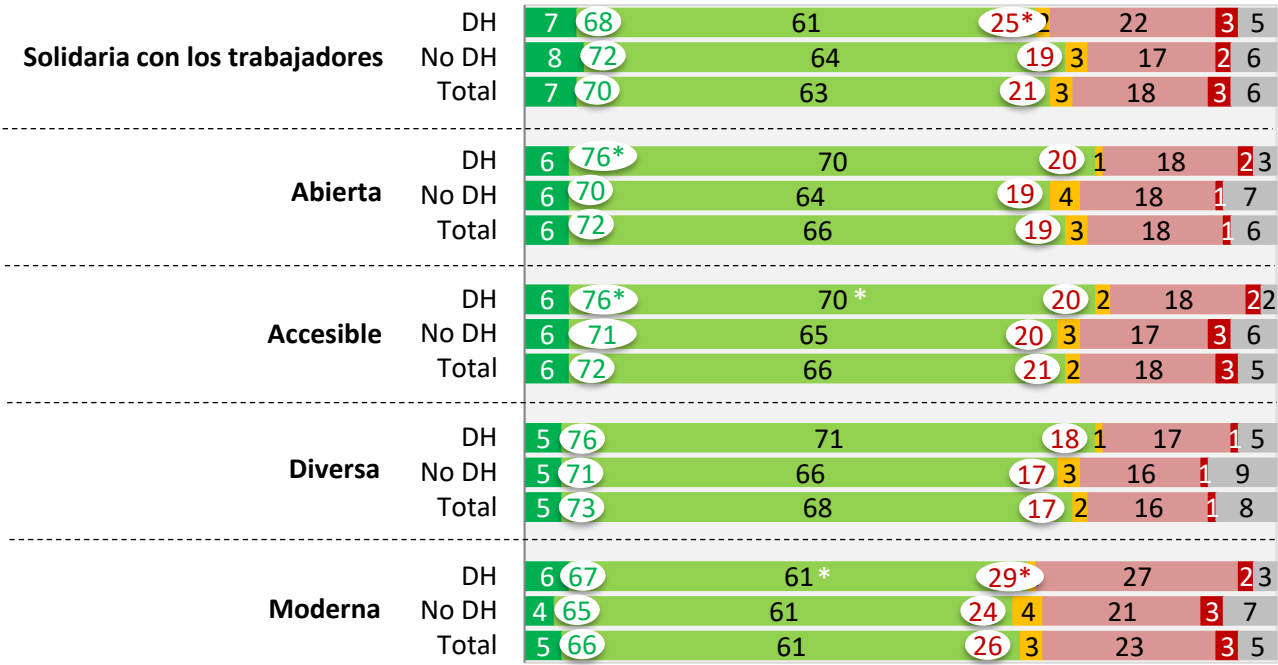 DH 7 68 61 25* 2 22 3 5
Solidaria con los trabajadores No DH 8 72 64 19 3 17 2 6
Total 7 70 63 21 3 18 3 6
DH 6 76* 70 20 1 18 2 3
Abierta No DH 6 70 64 19 4 18 1 7
Total 6 72 66 19 3 18 1 6
DH 6 76* 70 * 20 2 18 2 2
Accesible No DH 6 71 65 20 3 17 3 6
Total 6 72 66 21 2 18 3 5
DH 5 76 71 18 1 17 1 5
Diversa No DH 5 71 66 17 3 16 1 9
Total 5 73 68 17 2 16 1 8
DH 6 67 61 * 29* 27 2 3
Moderna No DH 4 65 61 24 4 21 3 7
Total 5 66 61 26 3 23 3 5